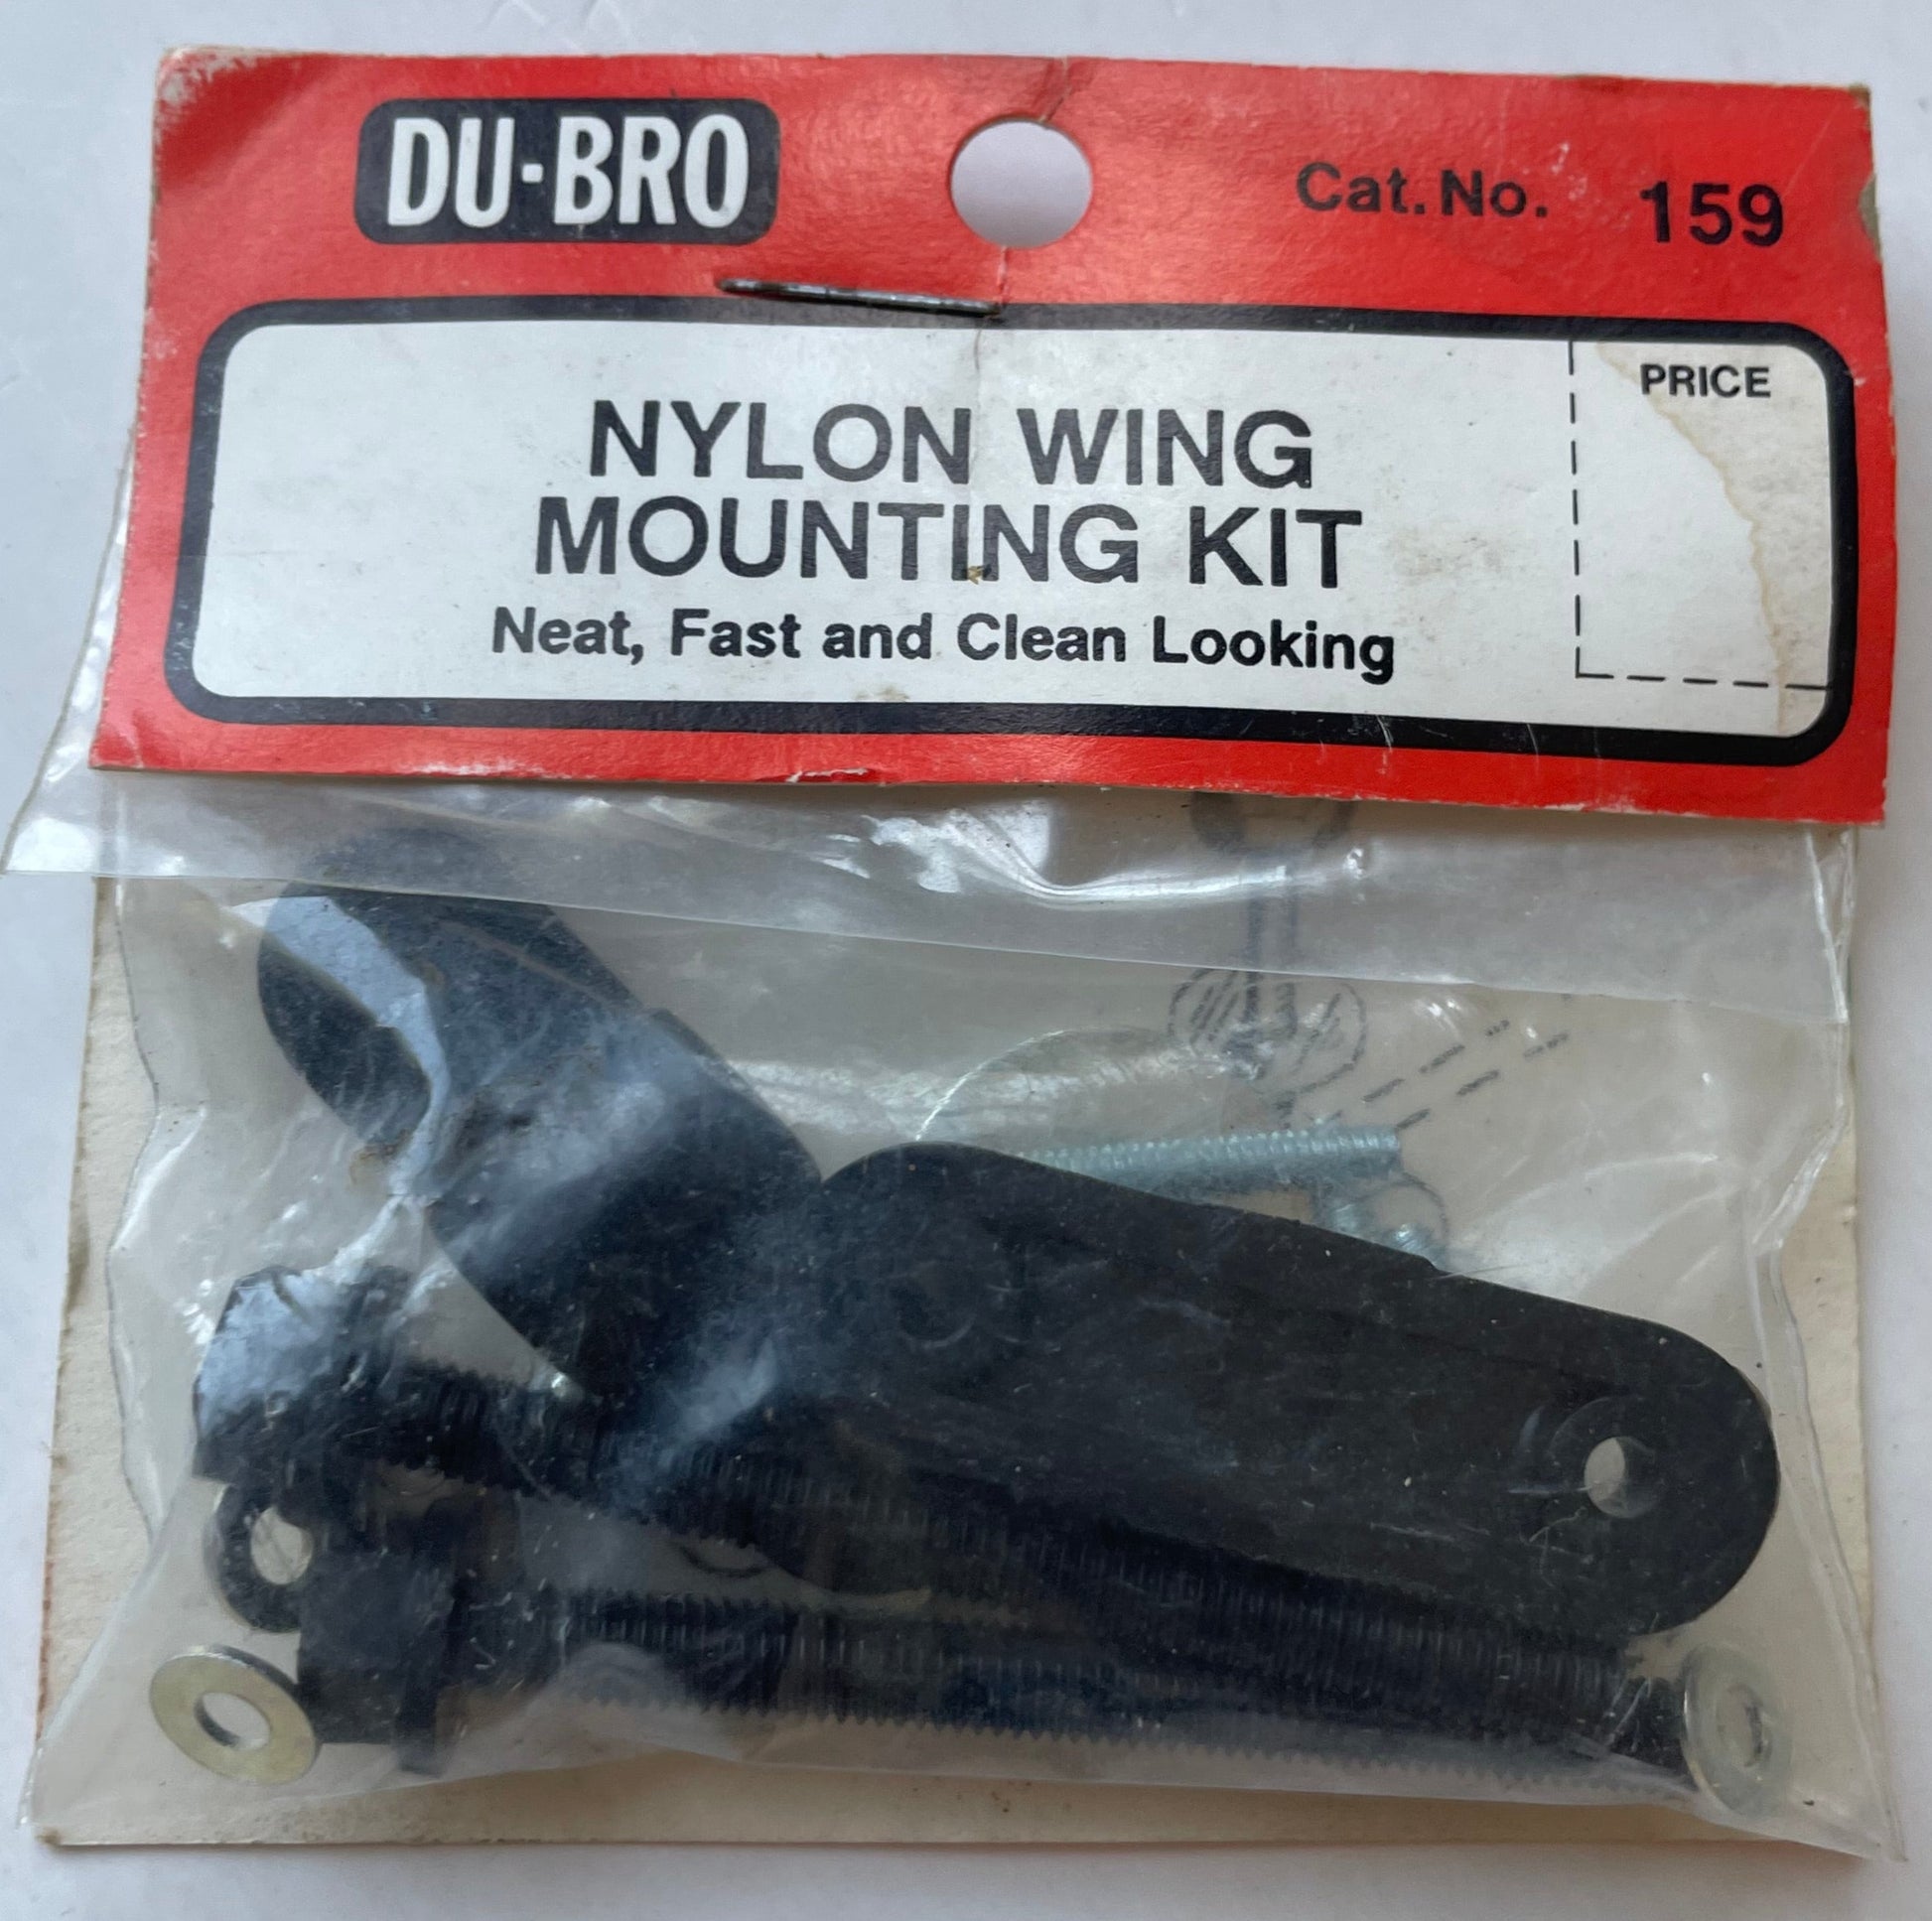 DU-BRO
Cat. No. 159
PRICE
NYLON WING
MOUNTING KIT
Neat, Fast and Clean Looking